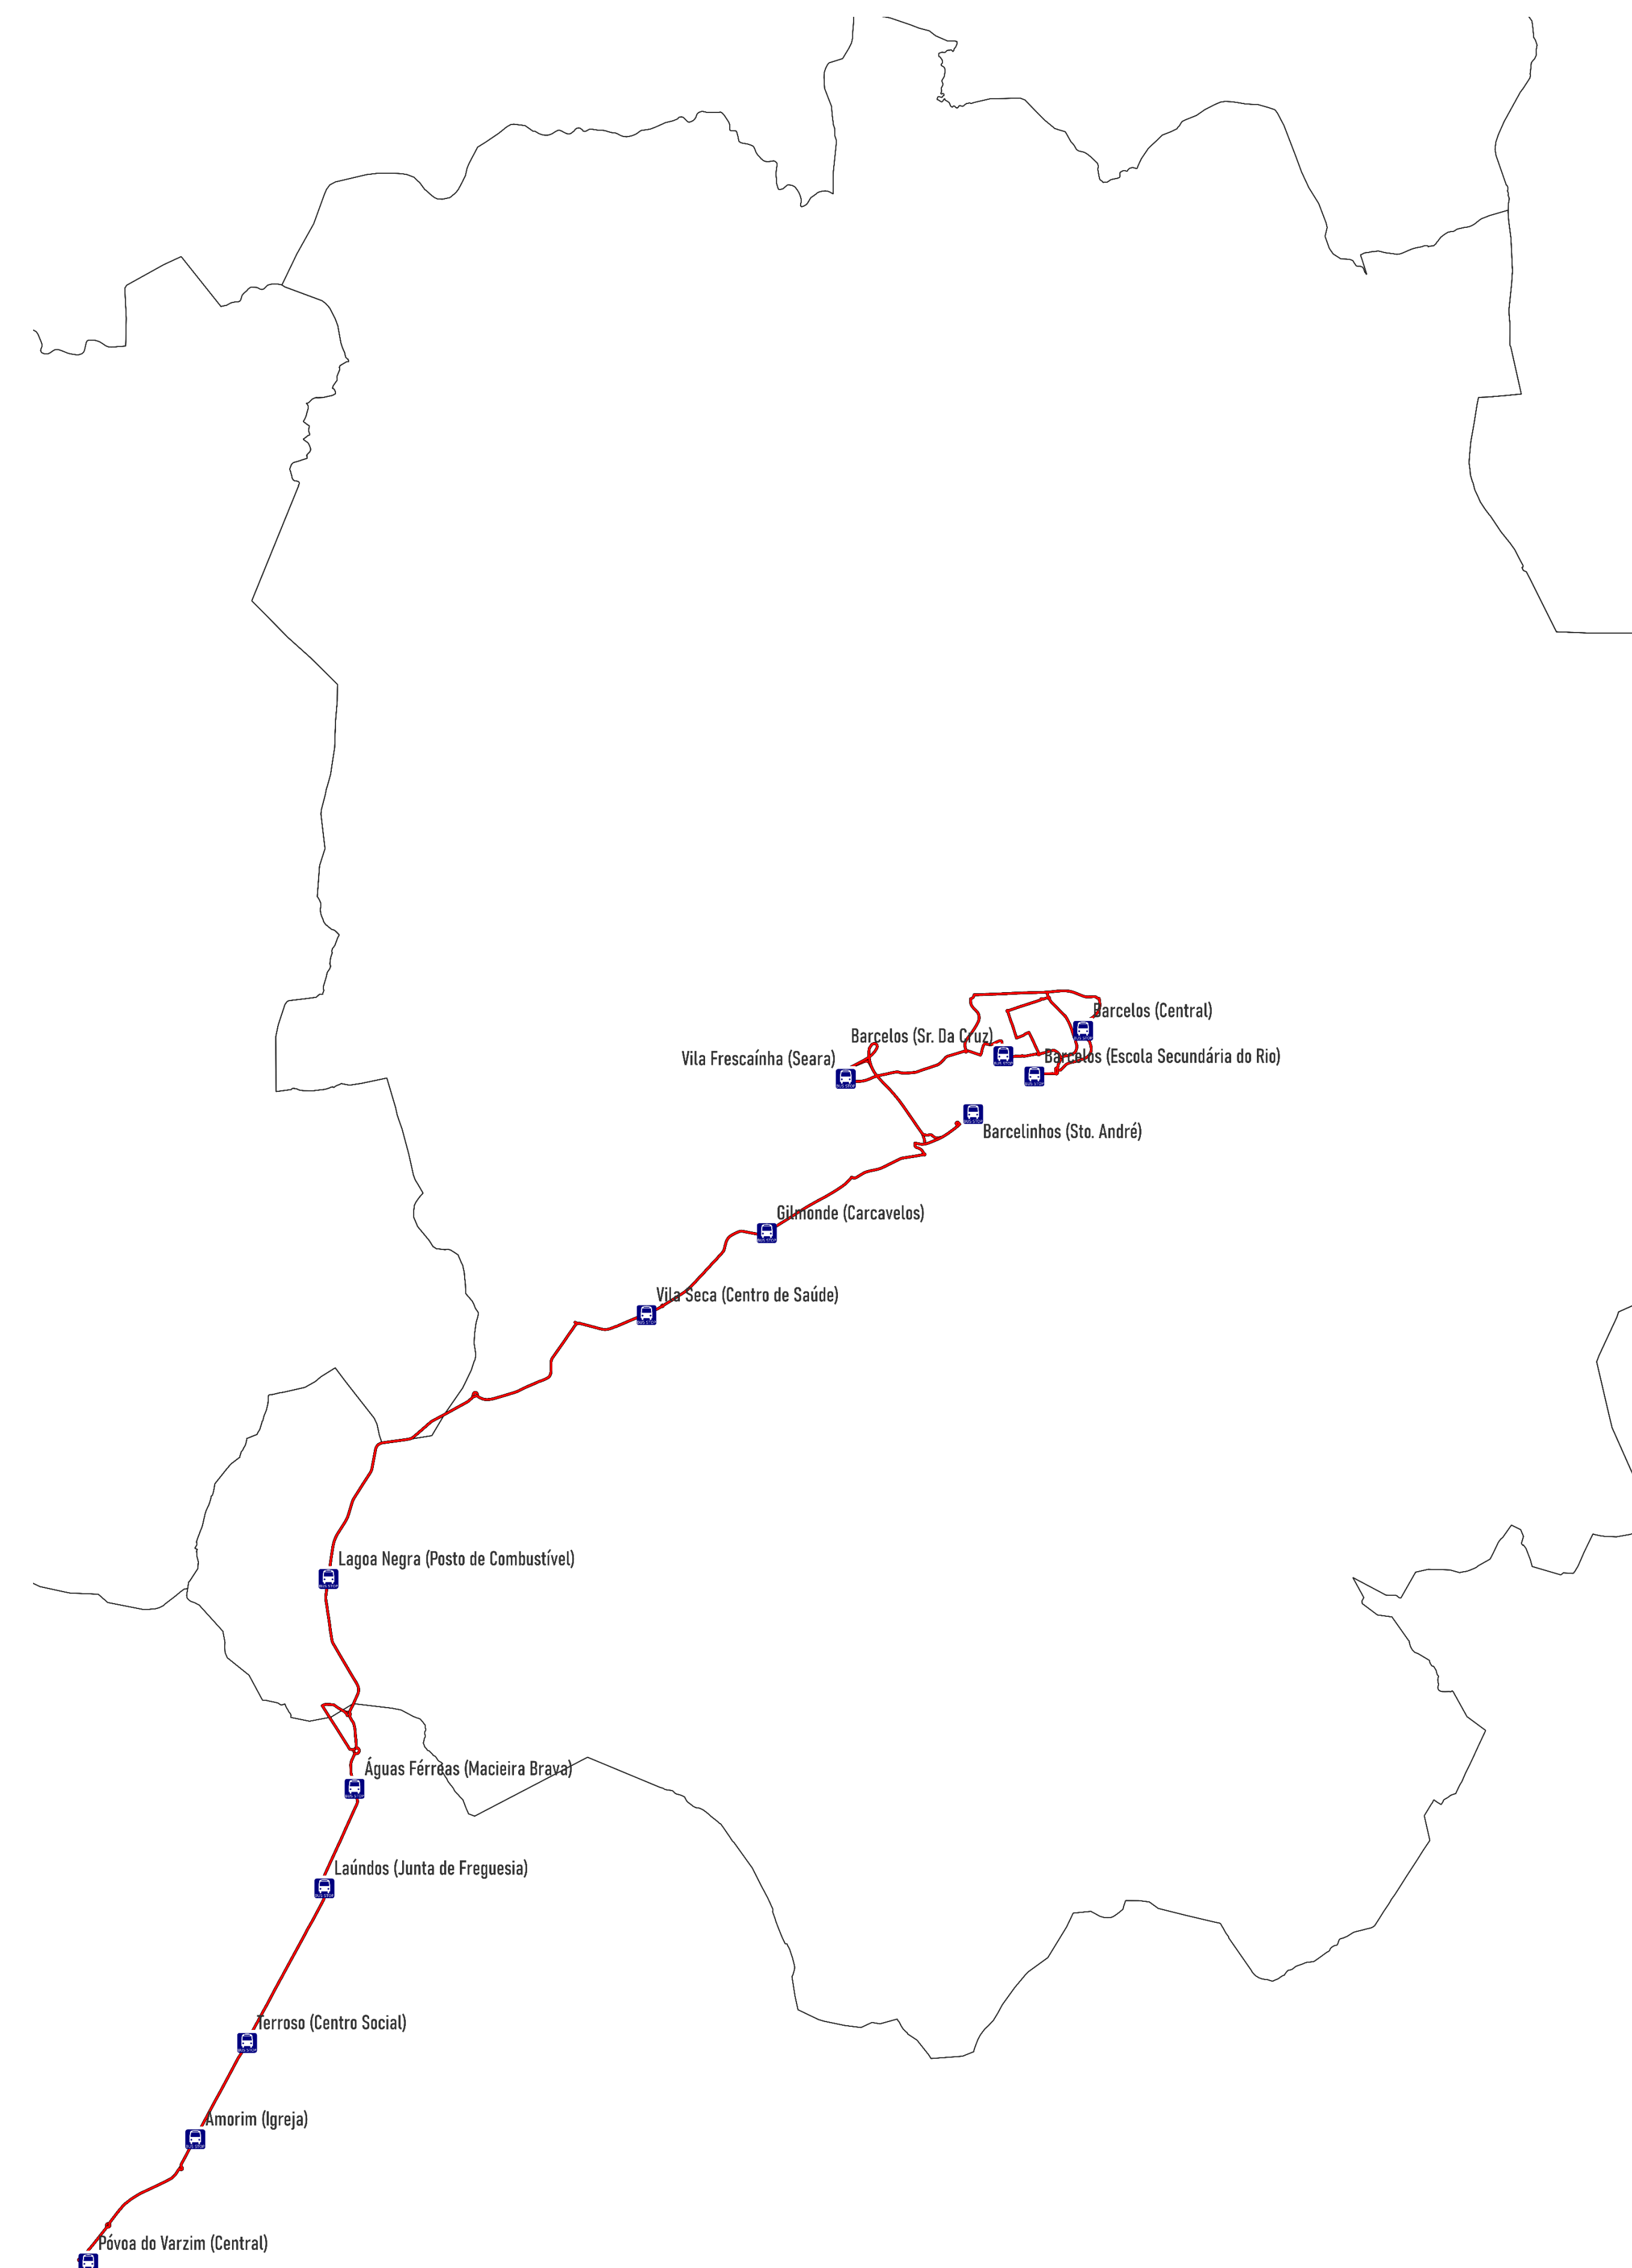 Barcelos (Central)
Barcelos (Sr. Da Cruz)
Barcelos (Escola Secundária do Rio)
Vila Frescaínha (Seara)
Barcelinhos (Sto. André)
Gilmonde (Carcavelos)
Vila Seca (Centro de Saúde)
Lagoa Negra (Posto de Combustível)
Águas Férreas (Macieira Brava)
Laúndos (Junta de Freguesia)
Terroso (Centro Social)
Amorim (Igreja)
Póvoa do Varzim (Central)